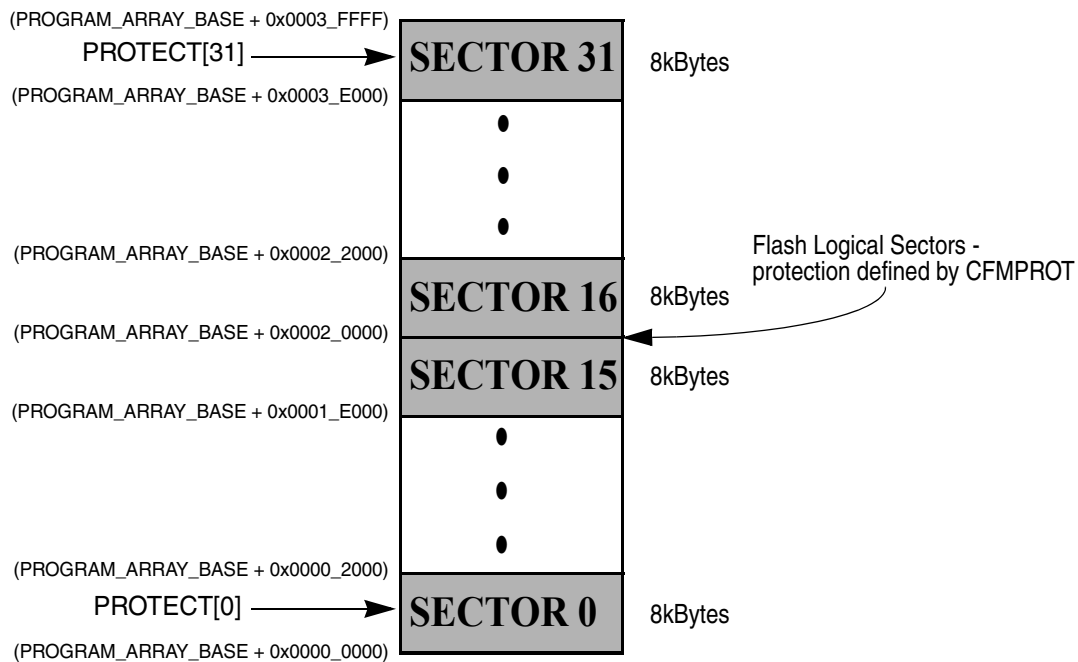 (PROGRAM_ARRAY_BASE + 0x0003_FFFF)
PROTECT[31]
SECTOR 31
8kBytes
(PROGRAM_ARRAY_BASE + 0x0003_E000)
(PROGRAM_ARRAY_BASE + 0x0002_2000)
Flash Logical Sectors -
protection defined by CFMPROT
SECTOR 16
8kBytes
(PROGRAM_ARRAY_BASE + 0x0002_0000)
SECTOR 15
8kBytes
(PROGRAM_ARRAY_BASE + 0x0001_E000)
(PROGRAM_ARRAY_BASE + 0x0000_2000)
PROTECT[0]
SECTOR 0
8kBytes
(PROGRAM_ARRAY_BASE + 0x0000_0000)